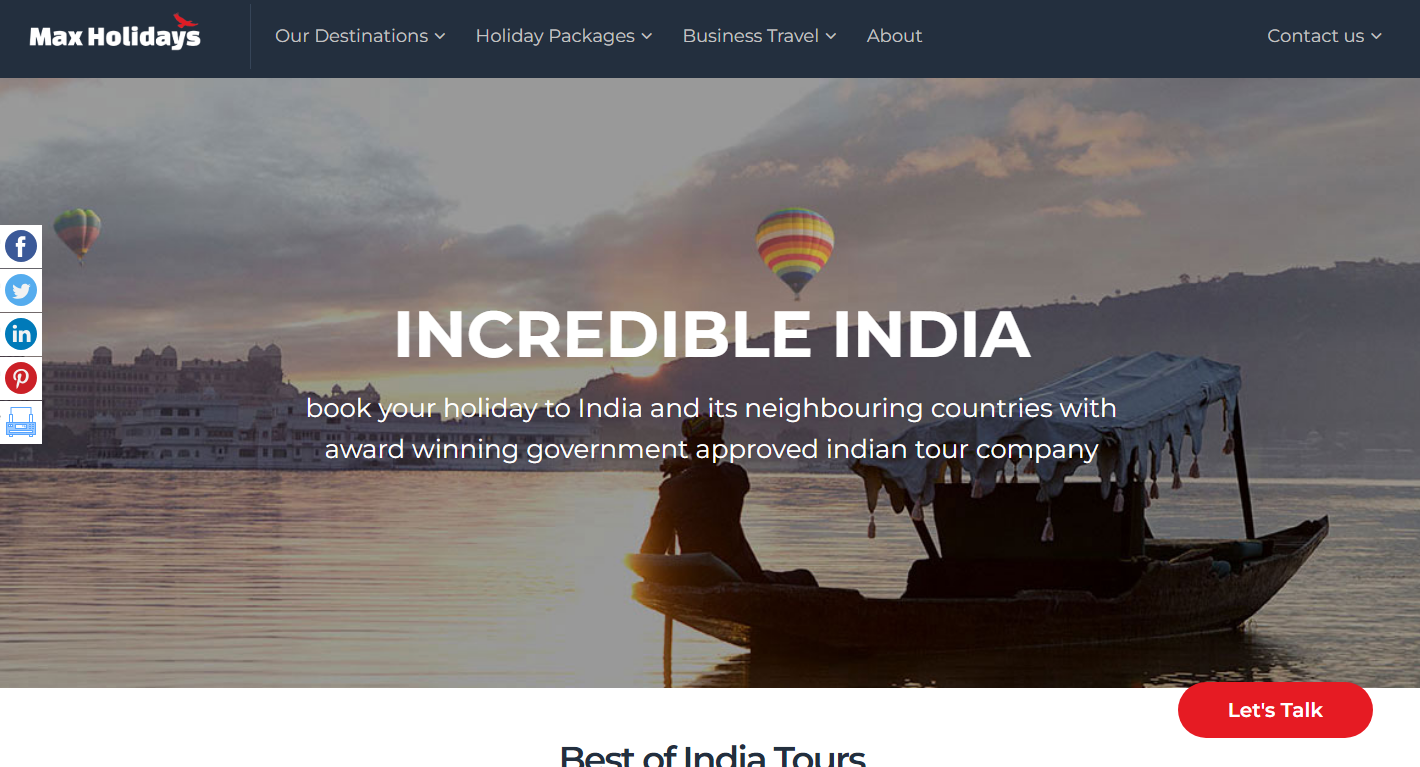 Max Holidays
Our Destinations
Holiday Packages
Business Travel
About
Contact us
INCREDIBLE INDIA
book your holiday to India and its neighbouring countries with
award winning government approved indian tour company
Let's Talk
Best of India Tours